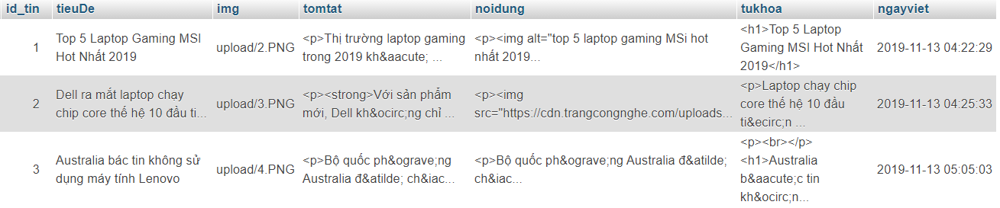 id_tin tieuDe img tomtat noidung tukhoa ngayviet
1 Top 5 Laptop Gaming MSI Hot Nhất 2019 upload/2.PNG <p>Thị trường laptop gaming trong 2019 kh&aacute; ... <p><img alt="top 5 laptop gaming MSi hot nhất 2019... <h1>Top 5 Laptop Gaming MSI Hot Nhất 2019</h1> 2019-11-13 04:22:29
2 Dell ra mắt laptop chạy chip core thế hệ 10 đầu ti... upload/3.PNG <p><strong>Với sản phẩm mới, Dell kh&ocirc;ng chỉ ... <p><img src="https://cdn.trangcongnghe.com/uploads... <p>Laptop chạy chip core thế hệ 10 đầu ti&ecirc;n ... 2019-11-13 04:25:33
3 Australia bác tin không sử dụng máy tính Lenovo upload/4.PNG <p>Bộ quốc ph&ograve;ng Australia đ&atilde; ch&iac... <p>Bộ quốc ph&ograve;ng Australia đ&atilde; ch&iac... <p><br></p> <h1>Australia b&aacute;c tin kh&ocirc;n... 2019-11-13 05:05:03